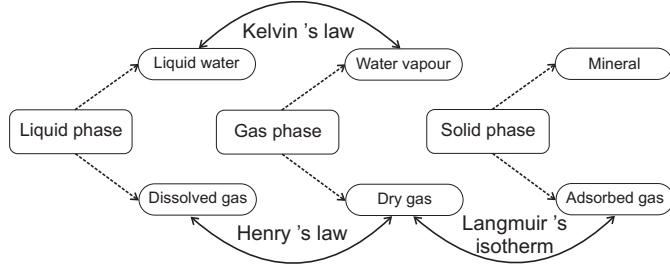 Kelvin 's law
Liquid water
Water vapour
Mineral
Liquid phase
Gas phase
Solid phase
Dissolved gas
Dry gas
Adsorbed gas
Henry 's law
Langmuir 's
isotherm